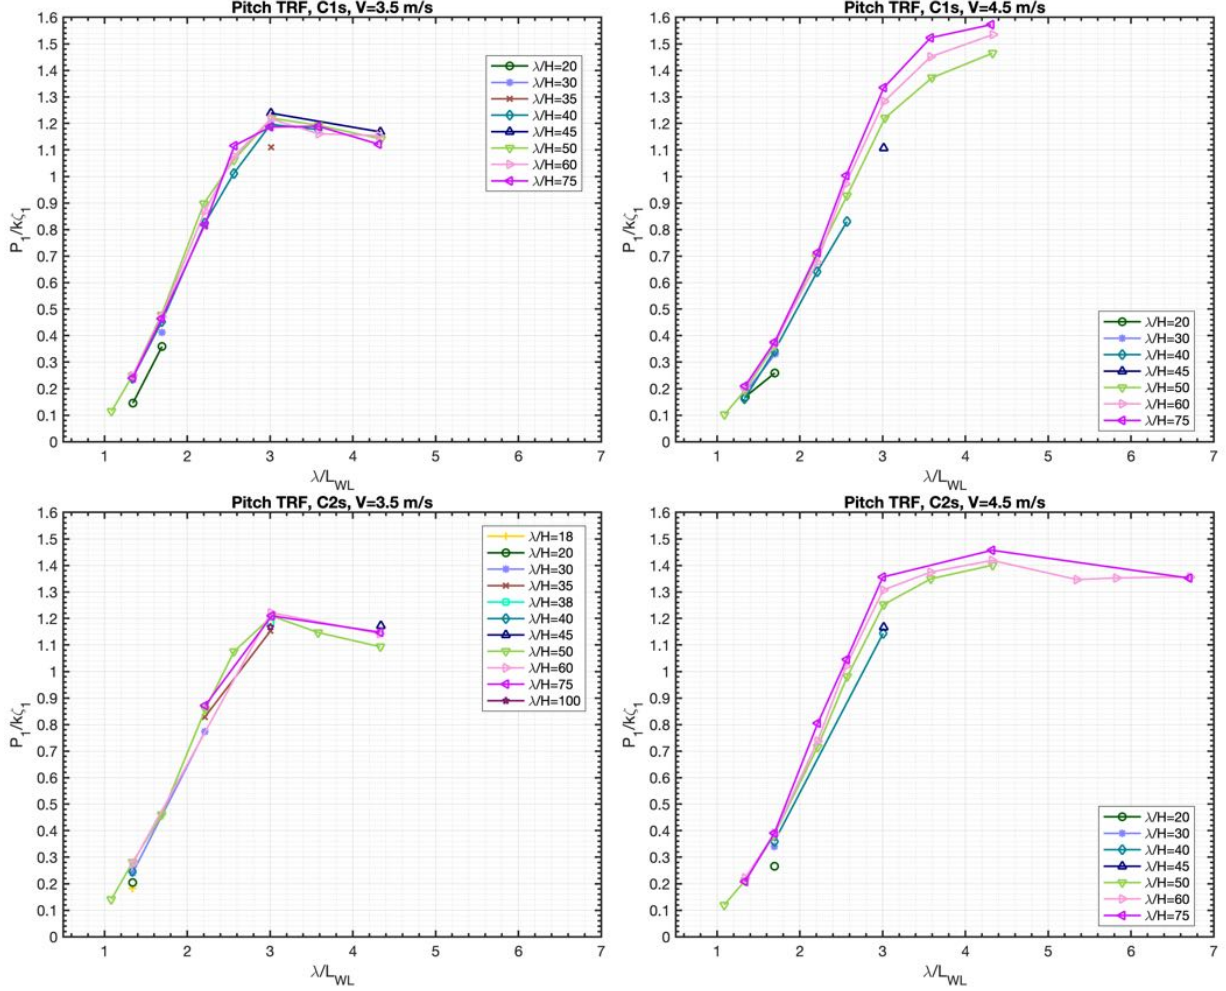 Pitch TRF, C1s, V=3.5 m/s
P₁/kζ₁
1.6
1.5
1.4
1.3
1.2
1.1
1
0.9
0.8
0.7
0.6
0.5
0.4
0.3
0.2
0.1
0
λ/H=20
λ/H=30
λ/H=35
λ/H=40
λ/H=45
λ/H=50
λ/H=60
λ/H=75
1 2 3 4 5 6 7
λ/L_WL
Pitch TRF, C1s, V=4.5 m/s
P₁/kζ₁
1.6
1.5
1.4
1.3
1.2
1.1
1
0.9
0.8
0.7
0.6
0.5
0.4
0.3
0.2
0.1
0
λ/H=20
λ/H=30
λ/H=40
λ/H=45
λ/H=50
λ/H=60
λ/H=75
1 2 3 4 5 6 7
λ/L_WL
Pitch TRF, C2s, V=3.5 m/s
P₁/kζ₁
1.6
1.5
1.4
1.3
1.2
1.1
1
0.9
0.8
0.7
0.6
0.5
0.4
0.3
0.2
0.1
0
λ/H=18
λ/H=20
λ/H=30
λ/H=35
λ/H=38
λ/H=40
λ/H=45
λ/H=50
λ/H=60
λ/H=75
λ/H=100
1 2 3 4 5 6 7
λ/L_WL
Pitch TRF, C2s, V=4.5 m/s
P₁/kζ₁
1.6
1.5
1.4
1.3
1.2
1.1
1
0.9
0.8
0.7
0.6
0.5
0.4
0.3
0.2
0.1
0
λ/H=20
λ/H=30
λ/H=40
λ/H=45
λ/H=50
λ/H=60
λ/H=75
1 2 3 4 5 6 7
λ/L_WL